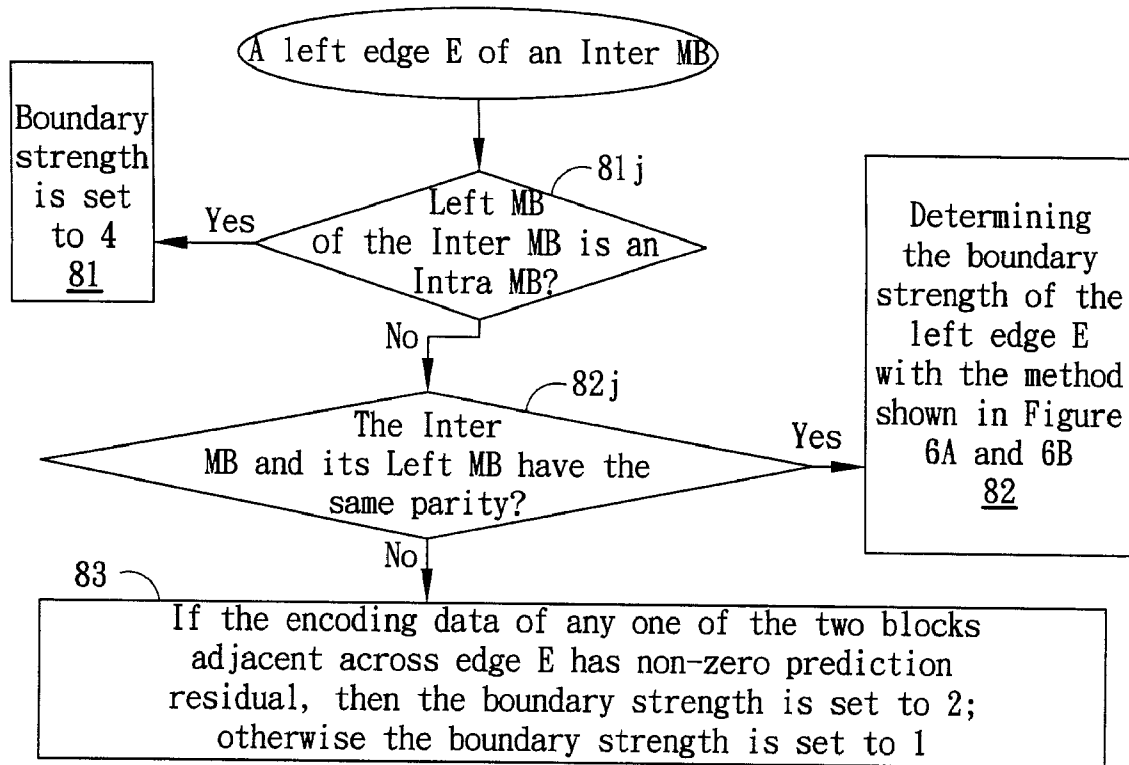 A left edge E of an Inter MB
Boundary
strength
is set
to 4
81
Yes
81j
Left MB
of the Inter MB is an
Intra MB?
No
82j
The Inter
MB and its Left MB have the
same parity?
Yes
Determining
the boundary
strength of the
left edge E
with the method
shown in Figure
6A and 6B
82
No
83
If the encoding data of any one of the two blocks
adjacent across edge E has non-zero prediction
residual, then the boundary strength is set to 2;
otherwise the boundary strength is set to 1